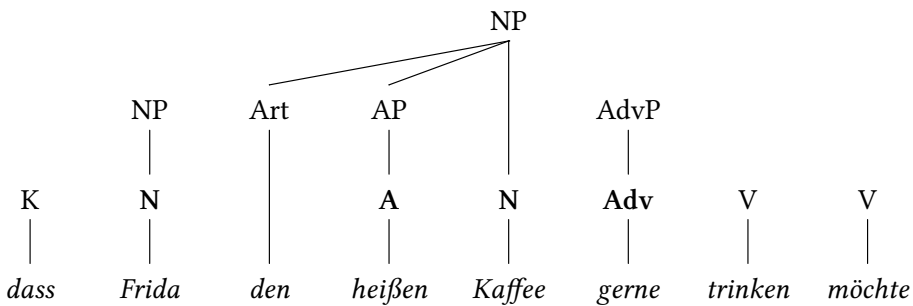 NP
NP Art AP AdvP
K N A N Adv V V
dass Frida den heißen Kaffee gerne trinken möchte